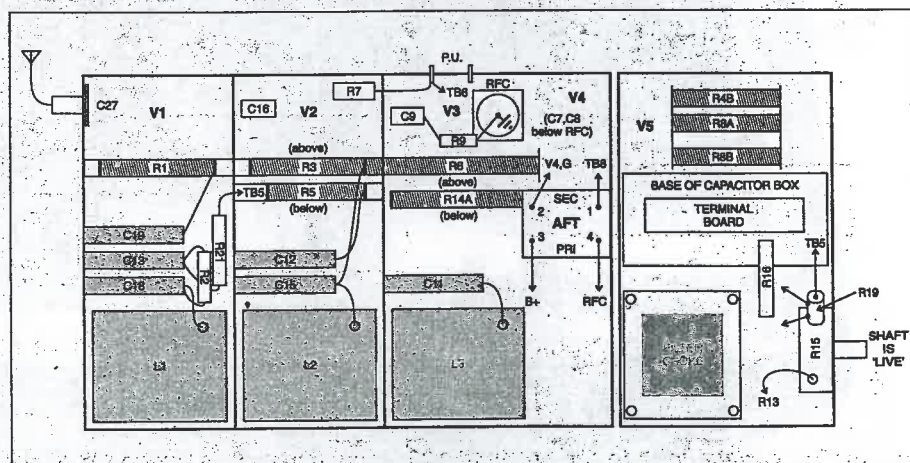 P.U.
C27
V1
C16
V2
R7
TB6
V3
RFC
C9
R9
V4
(C7,C8
below RFC)
V5
R4B
R8A
R8B
(above)
R1
R3
R6
V4,G
TB8
TB5
R5
(below)
(above)
R14A
(below)
SEC
2
1
AFT
3
4
PRI
B+
RFC
BASE OF CAPACITOR BOX
TERMINAL
BOARD
R21
R2
C12
C15
C14
L2
R16
TB5
R19
R15
SHAFT
IS
'LIVE'
R13